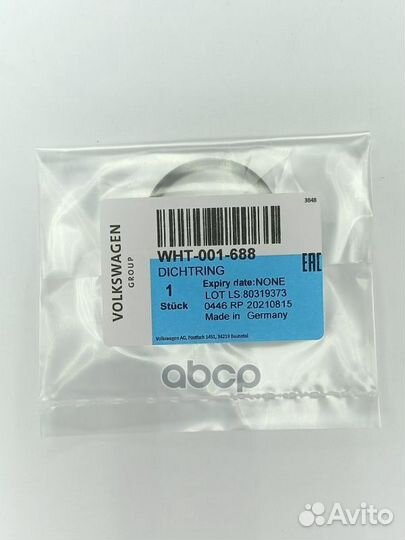 3848
VOLKSWAGEN
GROUP
WHT-001-688
DICHTRING
EAC
1
Stück
Expiry date:NONE
LOT LS.80319373
0446 RP 20210815
Made in Germany
Volkswagen AG, Postfach 1451, 34219 Baunatal
abcp
Avito